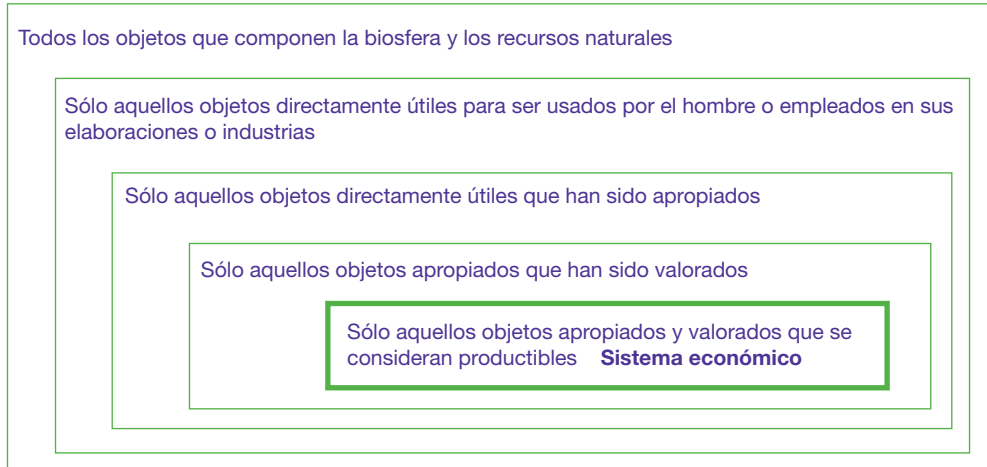 Todos los objetos que componen la biosfera y los recursos naturales
Sólo aquellos objetos directamente útiles para ser usados por el hombre o empleados en sus
elaboraciones o industrias
Sólo aquellos objetos directamente útiles que han sido apropiados
Sólo aquellos objetos apropiados que han sido valorados
Sólo aquellos objetos apropiados y valorados que se
consideran productibles Sistema económico